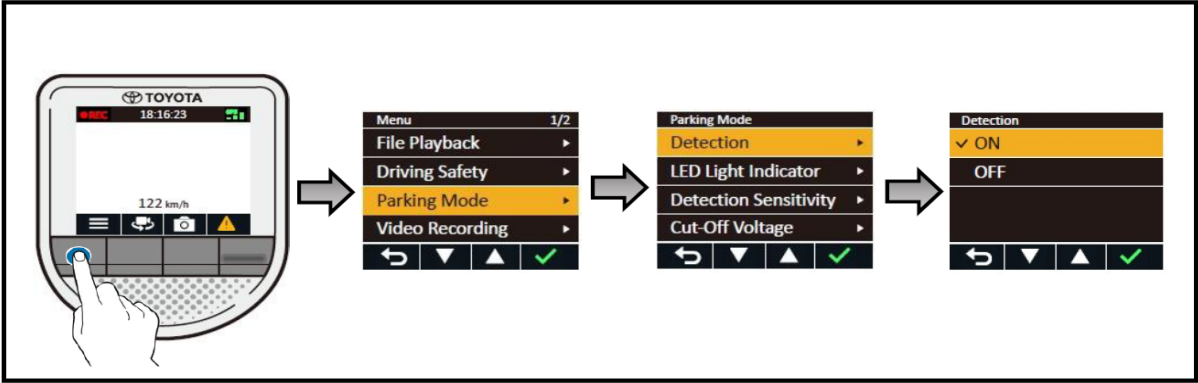 TOYOTA
REC 18:16:23
122 km/h
Menu 1/2
File Playback
Driving Safety
Parking Mode
Video Recording
Parking Mode
Detection
LED Light Indicator
Detection Sensitivity
Cut-Off Voltage
Detection
ON
OFF